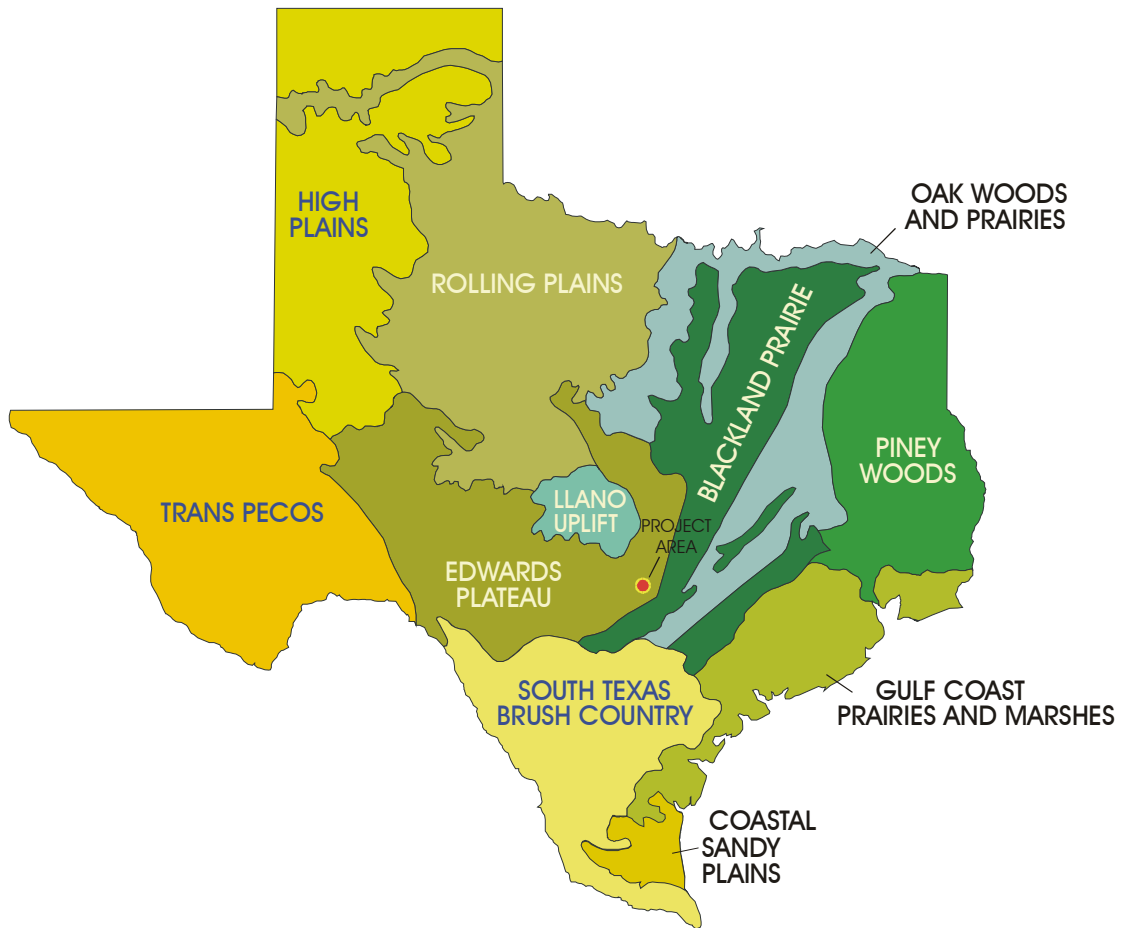 HIGH
PLAINS
OAK WOODS
AND PRAIRIES
ROLLING PLAINS
BLACKLAND PRAIRIE
PINEY
WOODS
TRANS PECOS
LLANO
UPLIFT
PROJECT
AREA
EDWARDS
PLATEAU
SOUTH TEXAS
BRUSH COUNTRY
GULF COAST
PRAIRIES AND MARSHES
COASTAL
SANDY
PLAINS